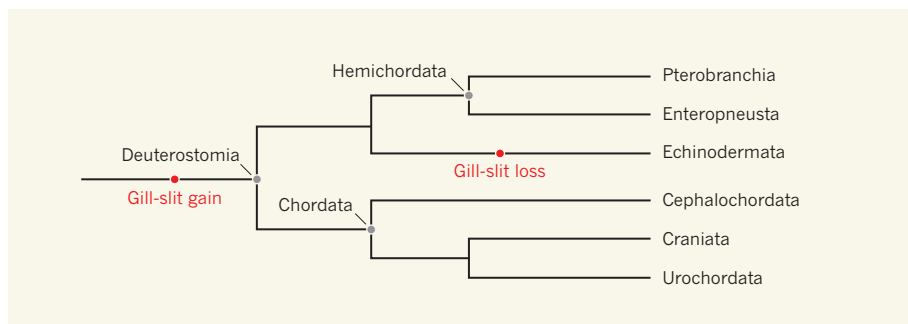 Hemichordata
Pterobranchia
Enteropneusta
Deuterostomia
Echinodermata
Gill-slit loss
Gill-slit gain
Chordata
Cephalochordata
Craniata
Urochordata